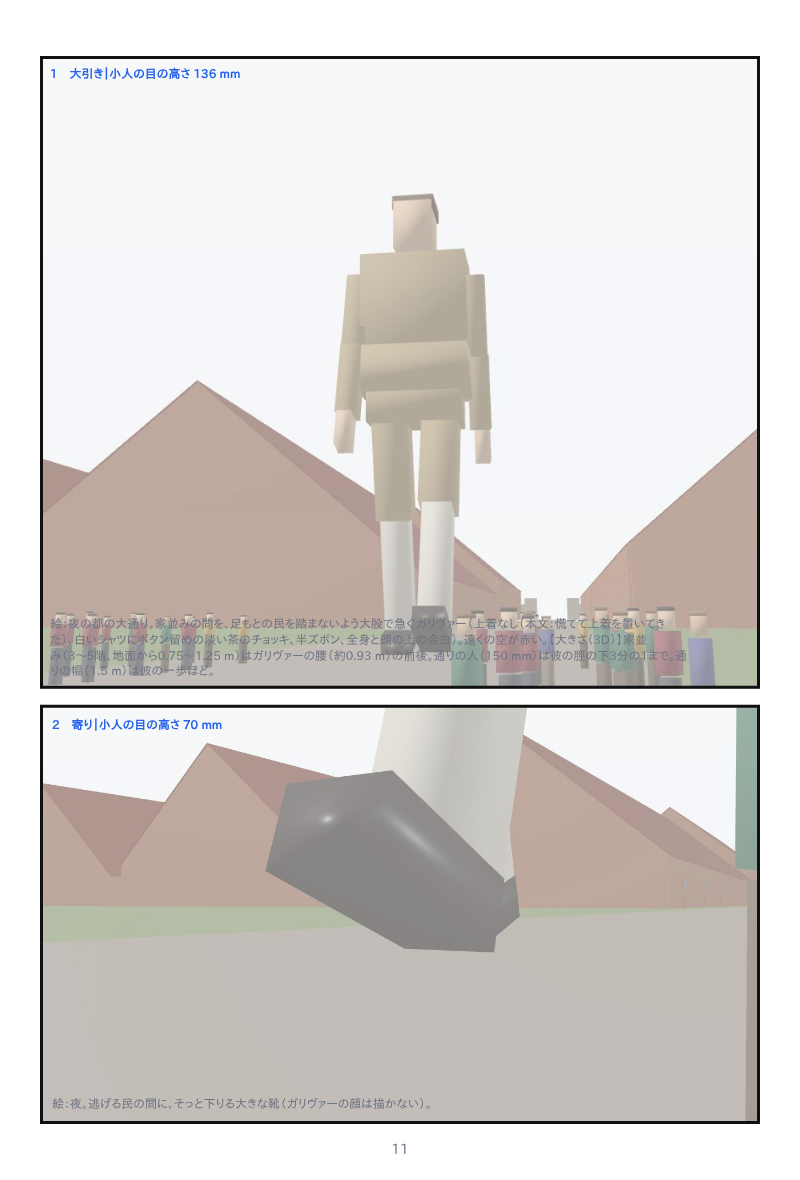 1 大引き|小人の目の高さ 136 mm
絵:夜の都の大通り。家並みの間を、足もとの民を踏まないよう大股で急ぐガリヴァー(上着なし(本文:慌てて上着を置いてき
た)、白いシャツにボタン留めの淡い茶のチョッキ、半ズボン、全身と頭の上の余白)。遠くの空が赤い。【大きさ(3D)】家並
み(3〜5階、地面から0.75〜1.25 m)はガリヴァーの腰(約0.93 m)の前後。通りの人(150 mm)は彼の脛の下3分の1まで。通
りの幅(1.5 m)は彼の一歩ほど。
2 寄り|小人の目の高さ 70 mm
絵:夜。逃げる民の間に、そっと下りる大きな靴(ガリヴァーの顔は描かない)。
11